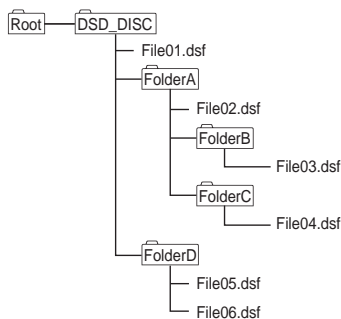 Root DSD_DISC
File01.dsf
FolderA
File02.dsf
FolderB
File03.dsf
FolderC
File04.dsf
FolderD
File05.dsf
File06.dsf